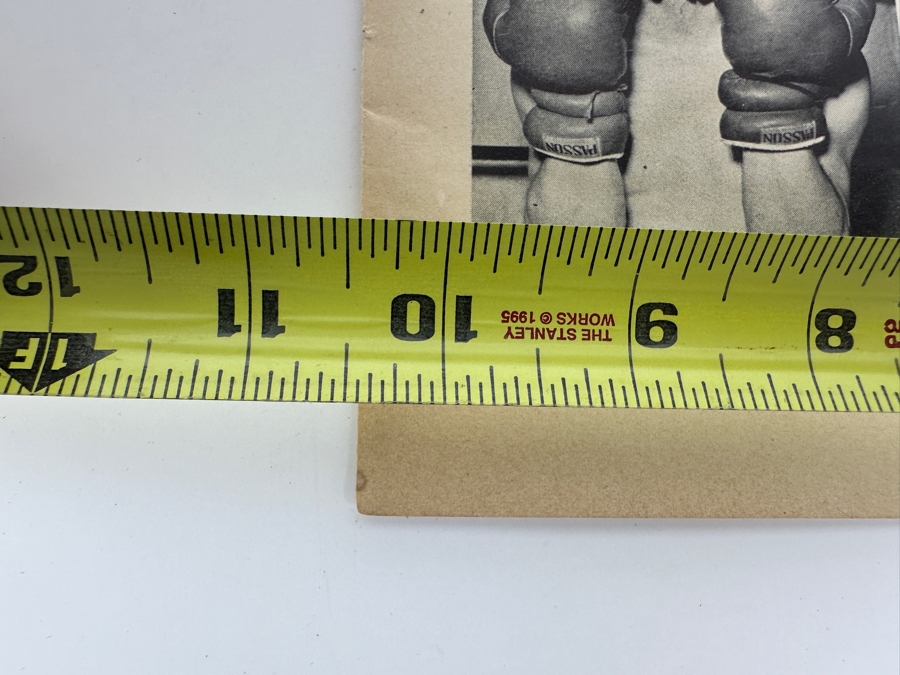 PASSON
PASSON
12
11
10
9
8
1F
THE STANLEY
WORKS © 1995